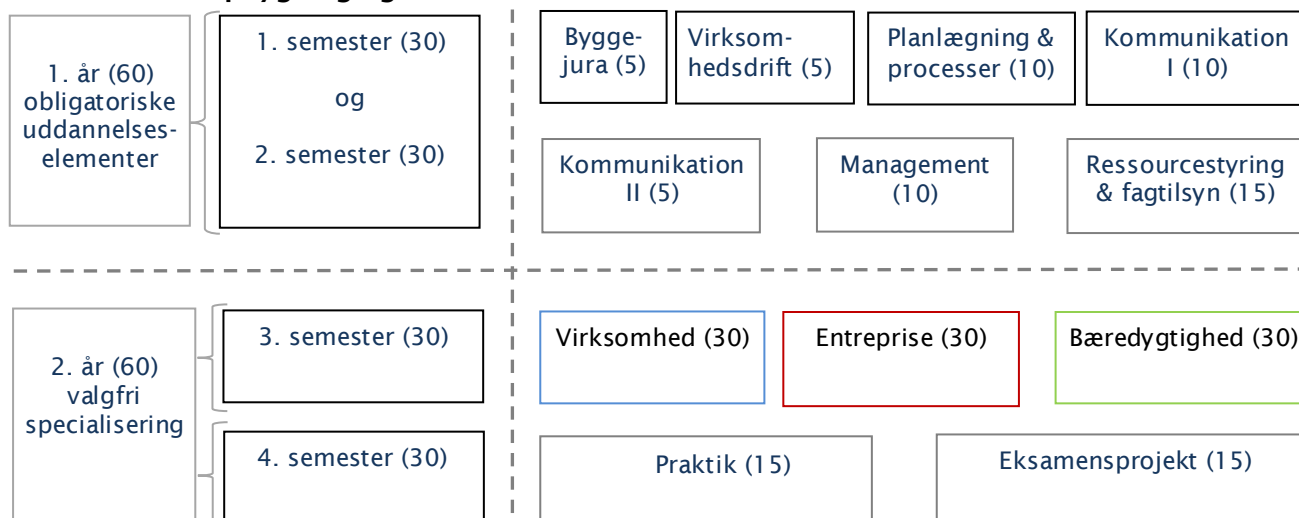 1. år (60)
obligatoriske
uddannelses-
elementer
1. semester (30)
og
2. semester (30)
Bygge-
jura (5)
Virksom-
hedsdrift (5)
Planlægning &
processer (10)
Kommunikation
I (10)
Kommunikation
II (5)
Management
(10)
Ressourcestyring
& fagtilsyn (15)
2. år (60)
valgfri
specialisering
3. semester (30)
4. semester (30)
Virksomhed (30)
Entreprise (30)
Bæredygtighed (30)
Praktik (15)
Eksamensprojekt (15)